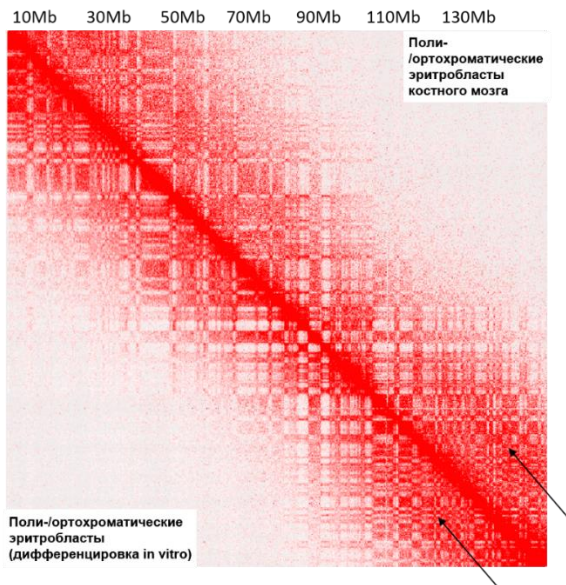 10Mb 30Mb 50Mb 70Mb 90Mb 110Mb 130Mb
Поли-
/ортохроматические
эритробласты
костного мозга
Поли-/ортохроматические
эритробласты
(дифференцировка in vitro)